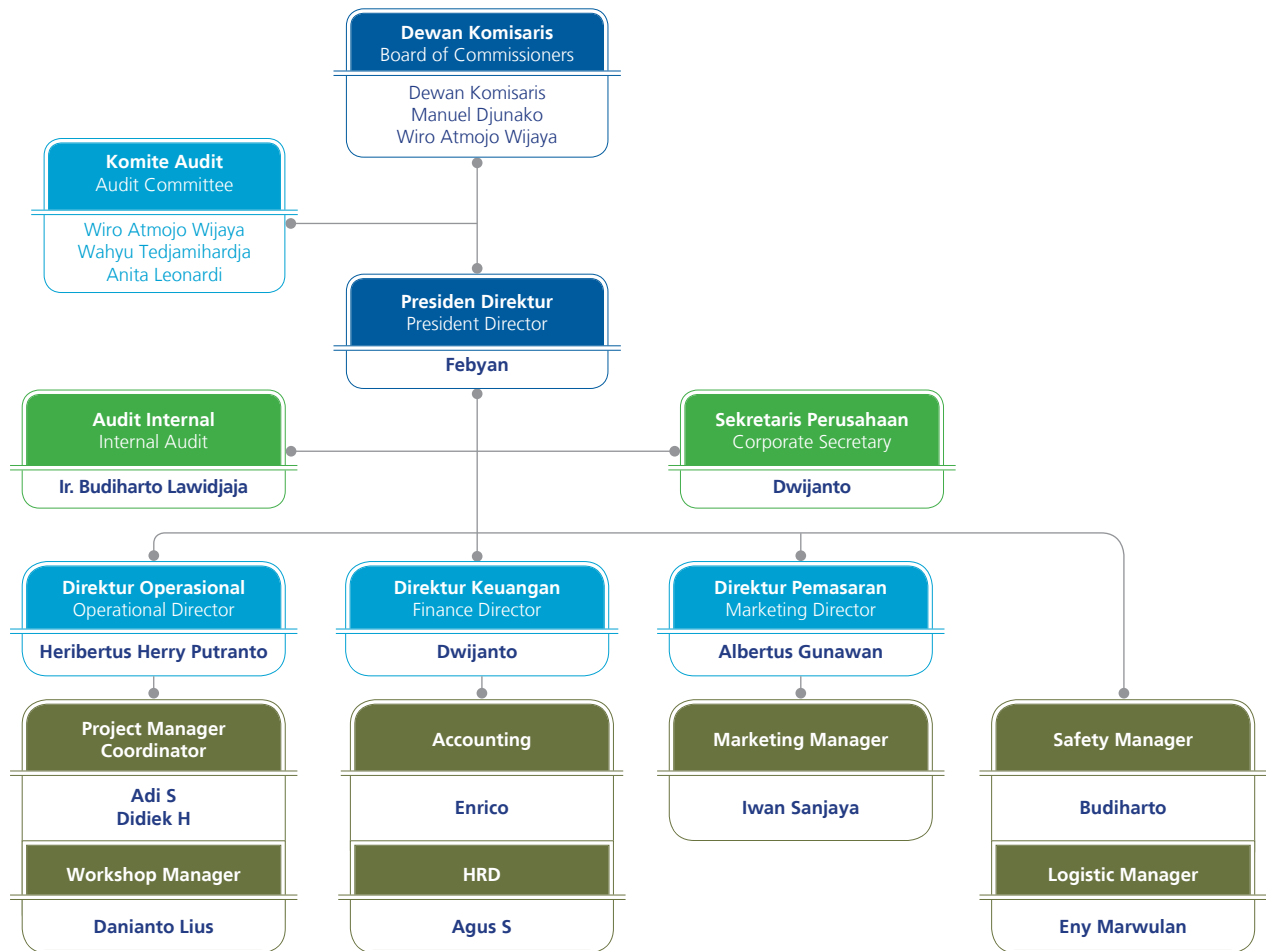 Dewan Komisaris
Board of Commissioners
Dewan Komisaris
Manuel Djunako
Wiro Atmojo Wijaya
Komite Audit
Audit Committee
Wiro Atmojo Wijaya
Wahyu Tedjamihardja
Anita Leonardi
Presiden Direktur
President Director
Febyan
Audit Internal
Internal Audit
Ir. Budiharto Lawidjaja
Sekretaris Perusahaan
Corporate Secretary
Dwijanto
Direktur Operasional
Operational Director
Heribertus Herry Putranto
Direktur Keuangan
Finance Director
Dwijanto
Direktur Pemasaran
Marketing Director
Albertus Gunawan
Project Manager
Coordinator
Adi S
Didiek H
Workshop Manager
Danianto Lius
Accounting
Enrico
HRD
Agus S
Marketing Manager
Iwan Sanjaya
Safety Manager
Budiharto
Logistic Manager
Eny Marwulan